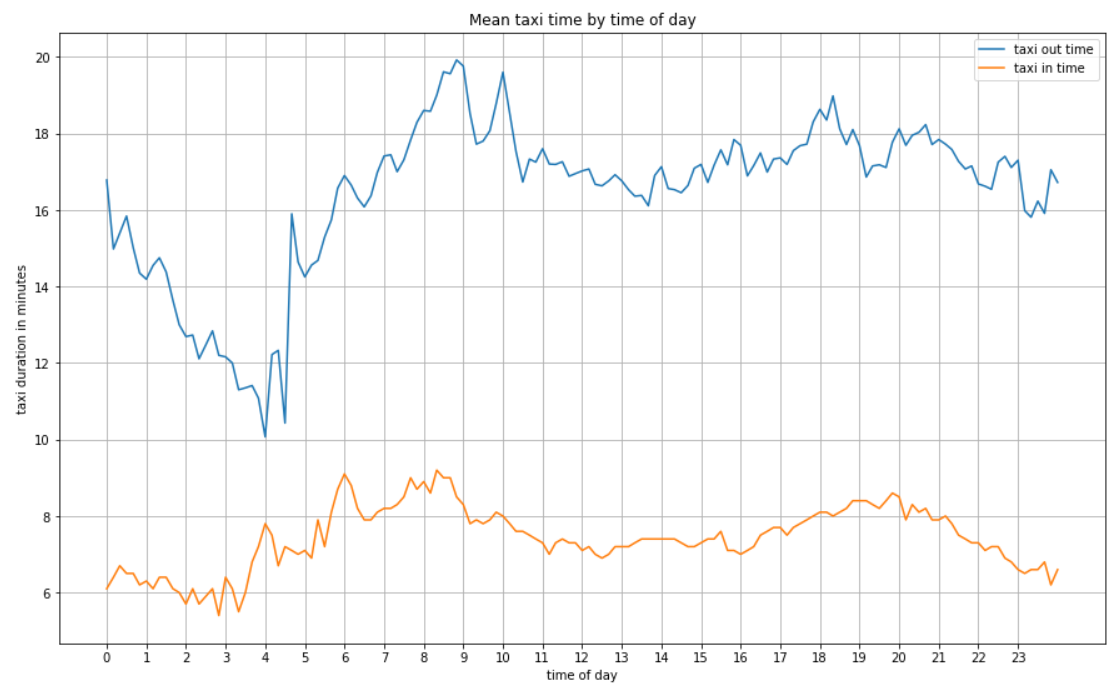 Mean taxi time by time of day
taxi out time
taxi in time
20
18
16
14
12
10
8
6
taxi duration in minutes
0 1 2 3 4 5 6 7 8 9 10 11 12 13 14 15 16 17 18 19 20 21 22 23
time of day